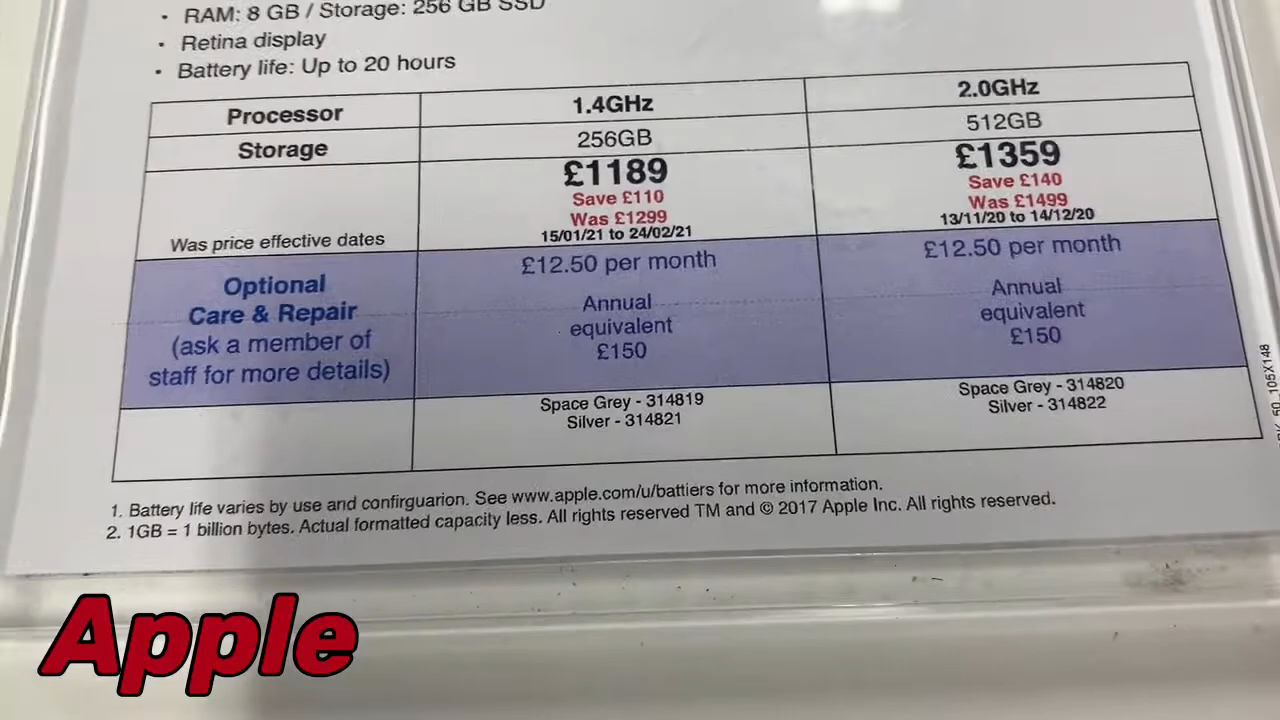 • RAM: 8 GB / Storage: 256 GB SSD
• Retina display
• Battery life: Up to 20 hours
Processor 1.4GHz 2.0GHz
Storage 256GB 512GB
£1189 £1359
Save £110 Save £140
Was £1299 Was £1499
Was price effective dates 15/01/21 to 24/02/21 13/11/20 to 14/12/20
Optional £12.50 per month £12.50 per month
Care & Repair Annual Annual
(ask a member of equivalent equivalent
staff for more details) £150 £150
Space Grey - 314819 Space Grey - 314820
Silver - 314821 Silver - 314822
1. Battery life varies by use and confirguarion. See www.apple.com/u/battiers for more information.
2. 1GB = 1 billion bytes. Actual formatted capacity less. All rights reserved TM and © 2017 Apple Inc. All rights reserved.
105X148
Apple